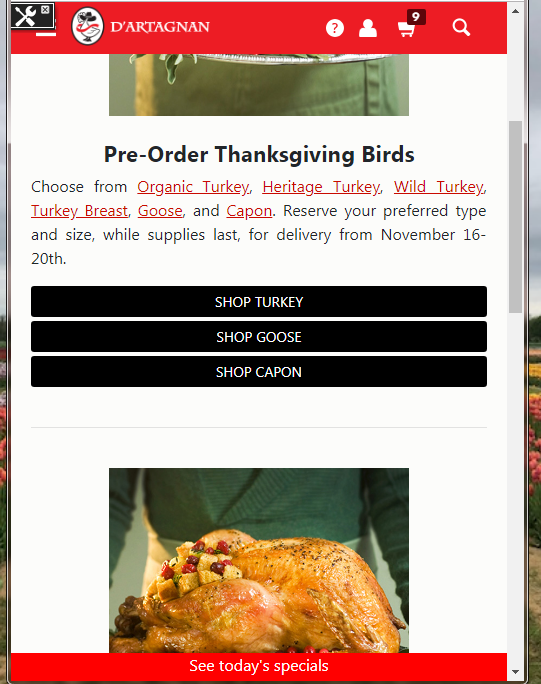 D'ARTAGNAN
?
9
Pre-Order Thanksgiving Birds
Choose from Organic Turkey, Heritage Turkey, Wild Turkey,
Turkey Breast, Goose, and Capon. Reserve your preferred type
and size, while supplies last, for delivery from November 16-
20th.
SHOP TURKEY
SHOP GOOSE
SHOP CAPON
See today's specials